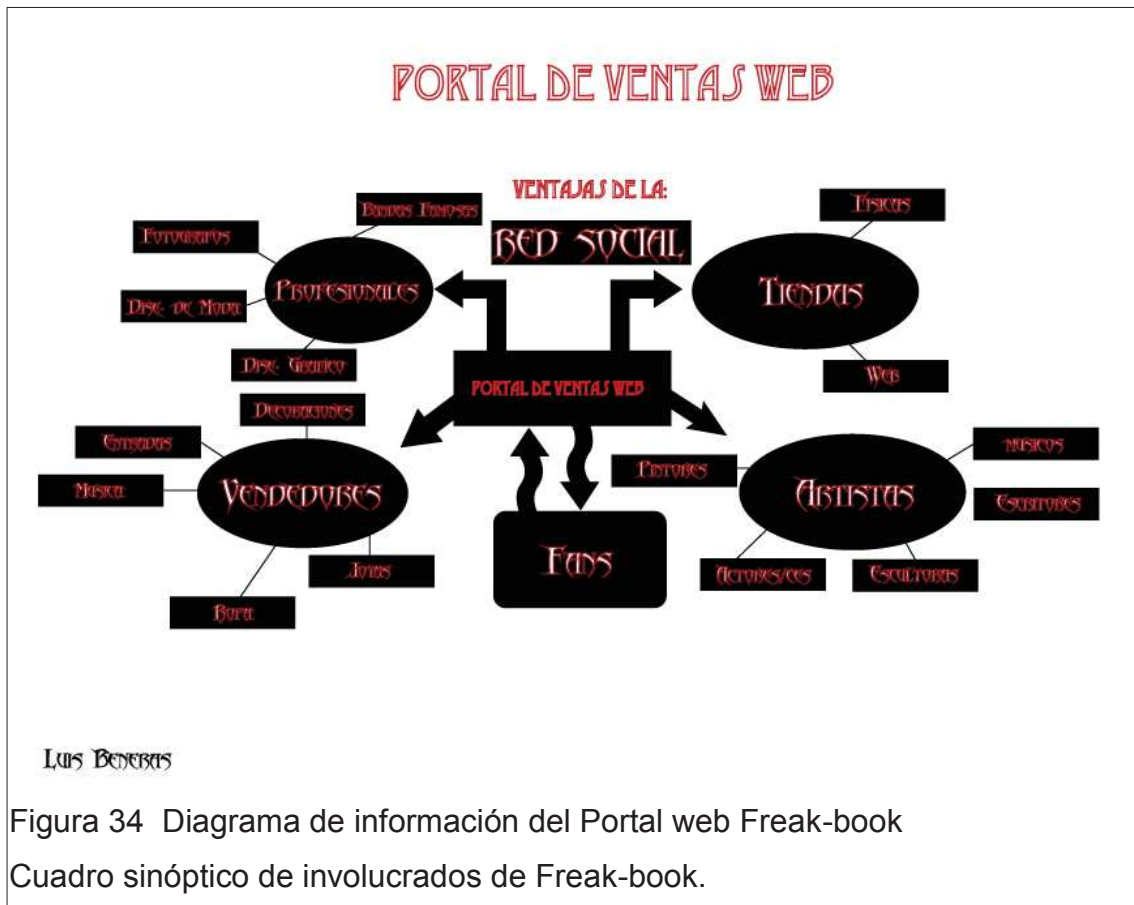 PORTAL DE VENTAS WEB
VENTAJAS DE LA:
RED SOCIAL
BANDAS FAMOSAS
FOTOGRAFOS
PROFESIONALES
DISE. DE MODA
DISE. GRAFICO
FISICAS
TIENDAS
WEB
PORTAL DE VENTAS WEB
DECORACIONES
ENTRADAS
MUSICA
VENDEDORES
JOYAS
ROPA
FANS
PINTORES
ARTISTAS
MUSICOS
ESCRITORES
ACTORES/CES
ESCULTORAS
LUIS BENERAS
Figura 34 Diagrama de información del Portal web Freak-book
Cuadro sinóptico de involucrados de Freak-book.